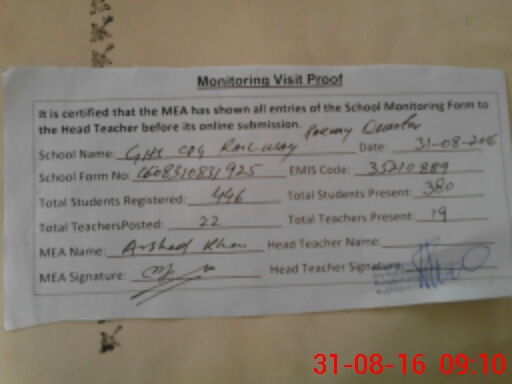 Monitoring Visit Proof
It is certified that the MEA has shown all entries of the School Monitoring Form to
the Head Teacher before its online submission.
School Name: GHS CPG RAILWAY Date: 31-08-2016
School Form No: 1608310831925 EMIS Code: 35210889
Total Students Registered: 446 Total Students Present: 380
Total TeachersPosted: 22 Total Teachers Present: 19
MEA Name: Arshad Khan Head Teacher Name:
MEA Signature: Head Teacher Signature:
31-08-16 09:10